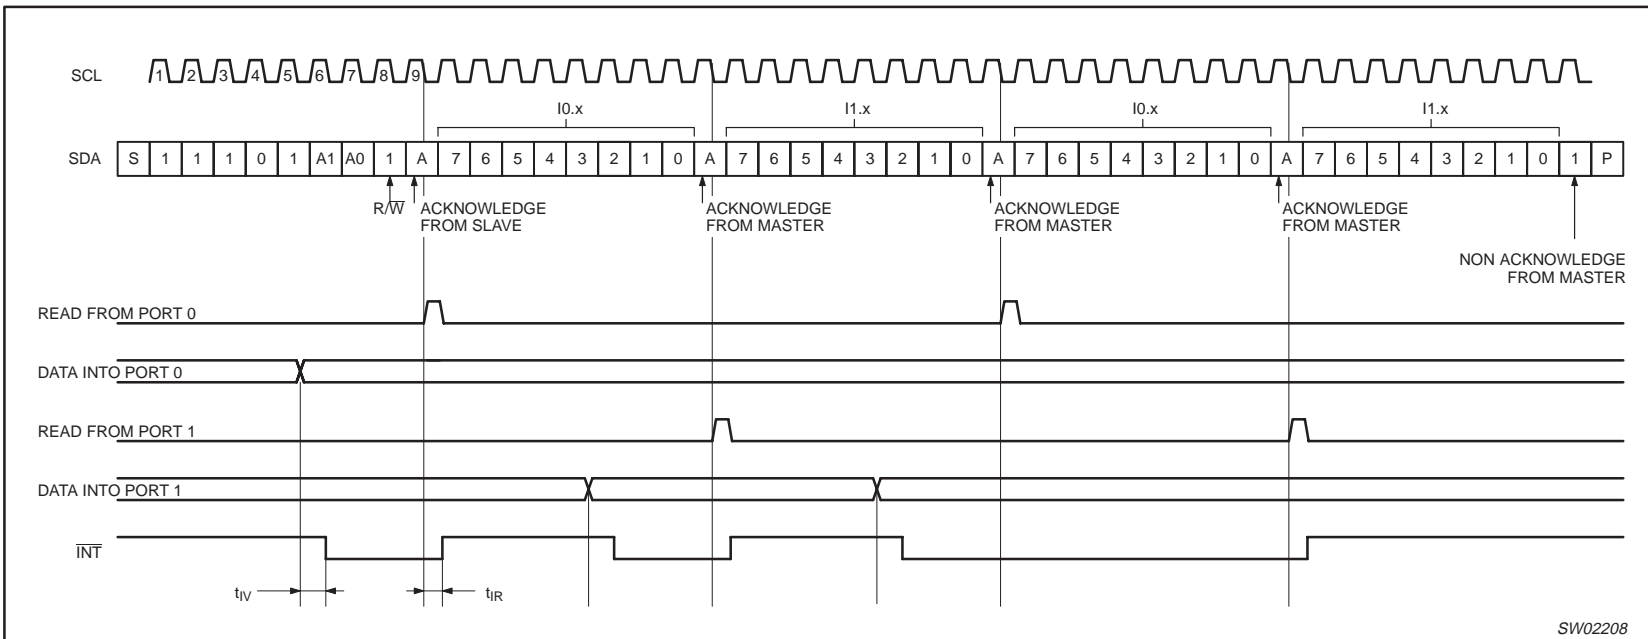 SCL 1 2 3 4 5 6 7 8 9
I0.x I1.x I0.x I1.x
SDA S 1 1 1 0 1 A1 A0 1 A 7 6 5 4 3 2 1 0 A 7 6 5 4 3 2 1 0 A 7 6 5 4 3 2 1 0 A 7 6 5 4 3 2 1 0 1 P
R/W̅ ACKNOWLEDGE
FROM SLAVE
ACKNOWLEDGE
FROM MASTER
ACKNOWLEDGE
FROM MASTER
ACKNOWLEDGE
FROM MASTER
NON ACKNOWLEDGE
FROM MASTER
READ FROM PORT 0
DATA INTO PORT 0
READ FROM PORT 1
DATA INTO PORT 1
I̅N̅T̅
tIV tIR
SW02208